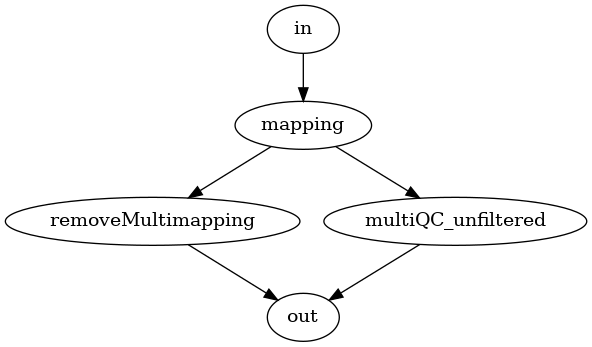 in
mapping
removeMultimapping
multiQC_unfiltered
out